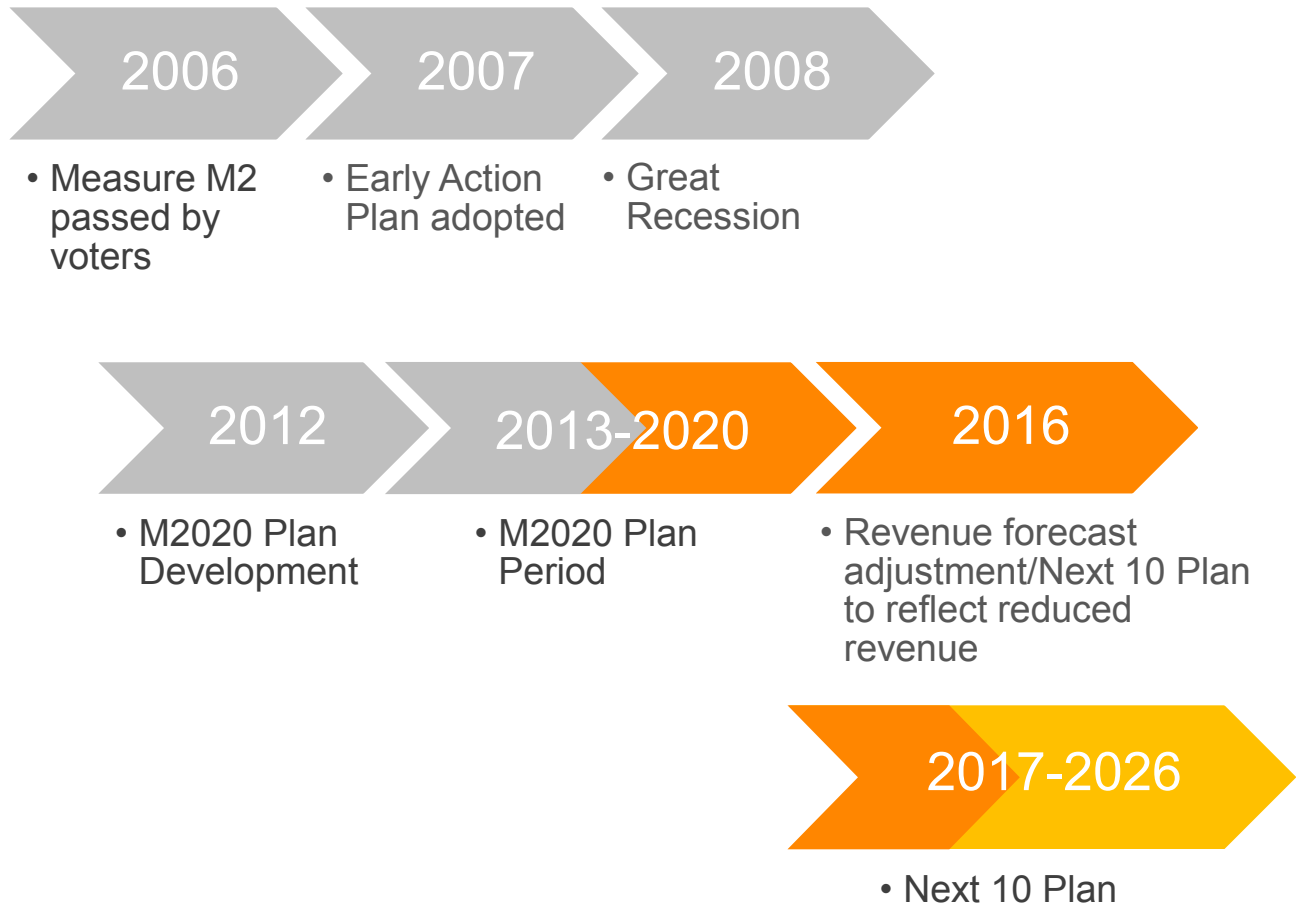 2006
2007
2008
• Measure M2
passed by
voters
• Early Action
Plan adopted
• Great
Recession
2012
2013-2020
2016
• M2020 Plan
Development
• M2020 Plan
Period
• Revenue forecast
adjustment/Next 10 Plan
to reflect reduced
revenue
2017-2026
• Next 10 Plan